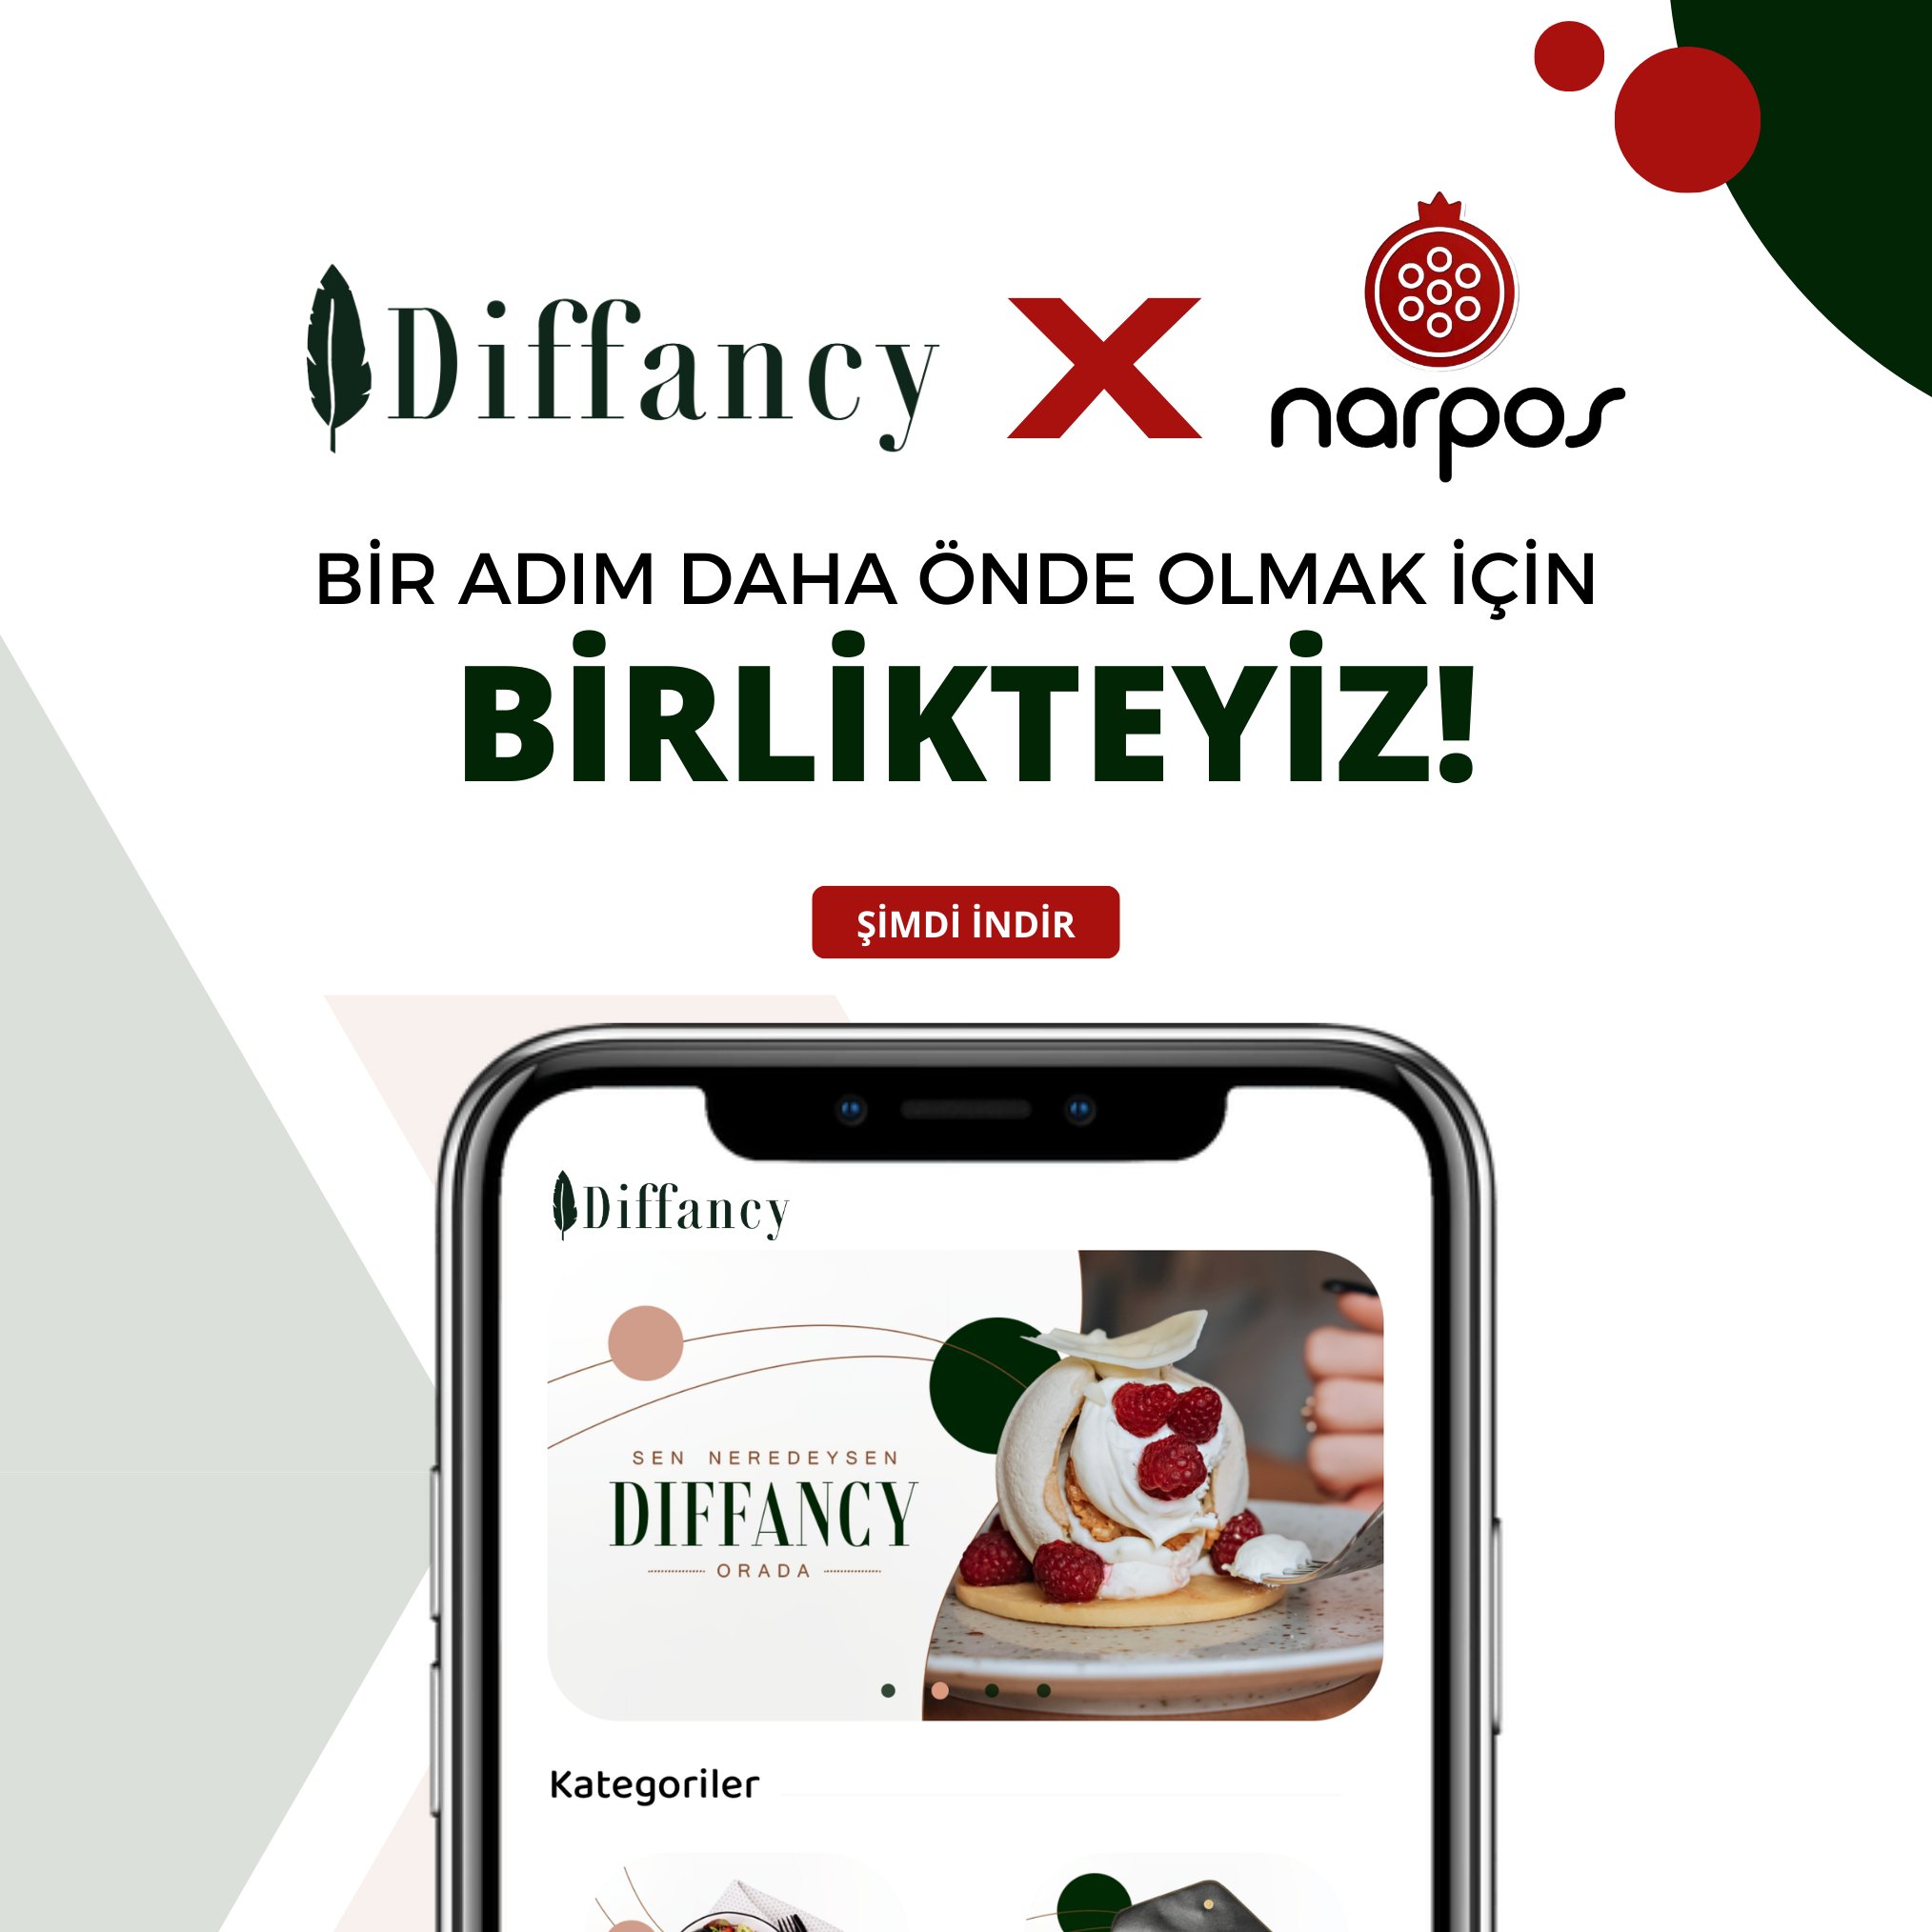 Diffancy X narpos
BİR ADIM DAHA ÖNDE OLMAK İÇİN
BİRLİKTEYİZ!
ŞİMDİ İNDİR
Diffancy
SEN NEREDEYSEN
DIFFANCY
ORADA
Kategoriler